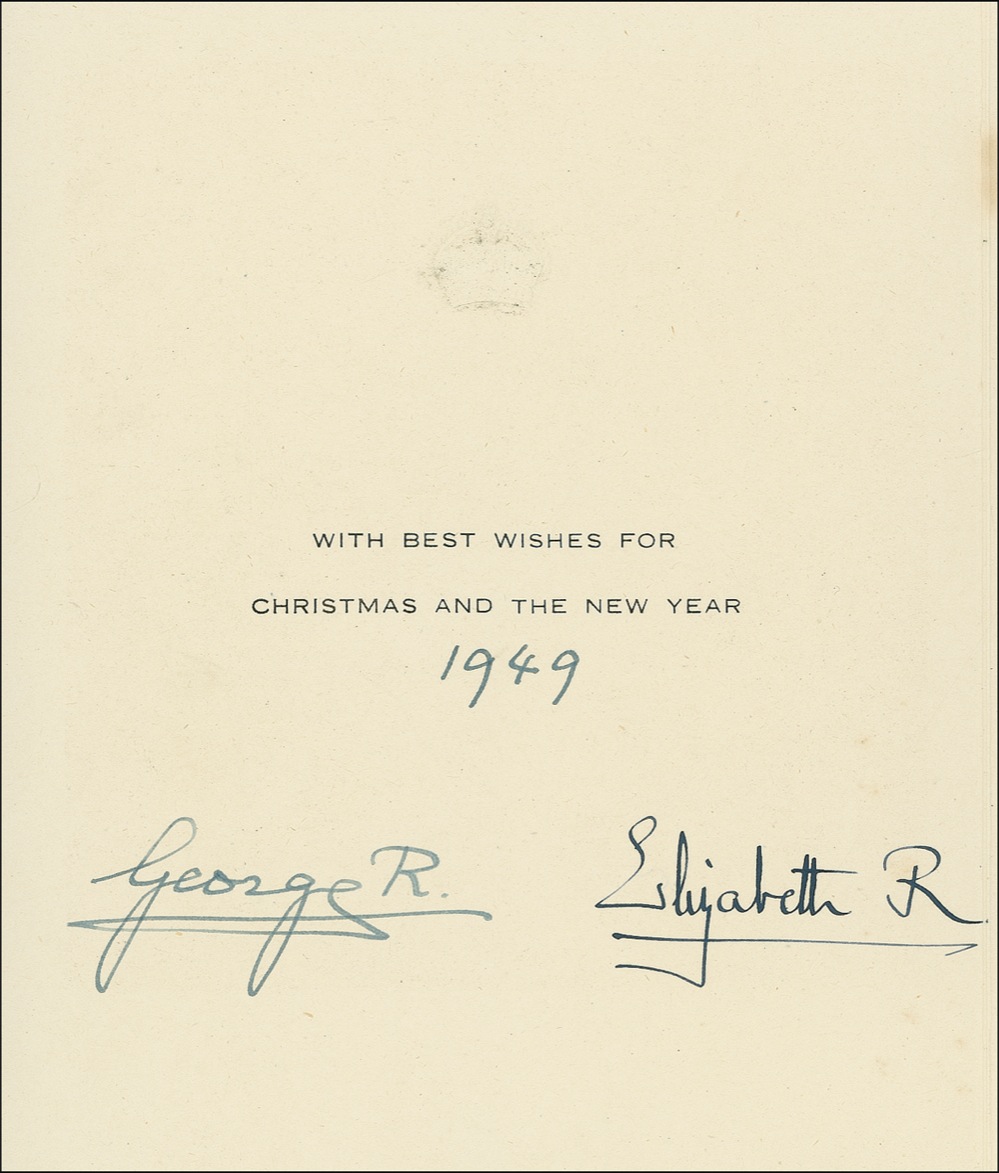 WITH BEST WISHES FOR
CHRISTMAS AND THE NEW YEAR
1949
George R. Elizabeth R